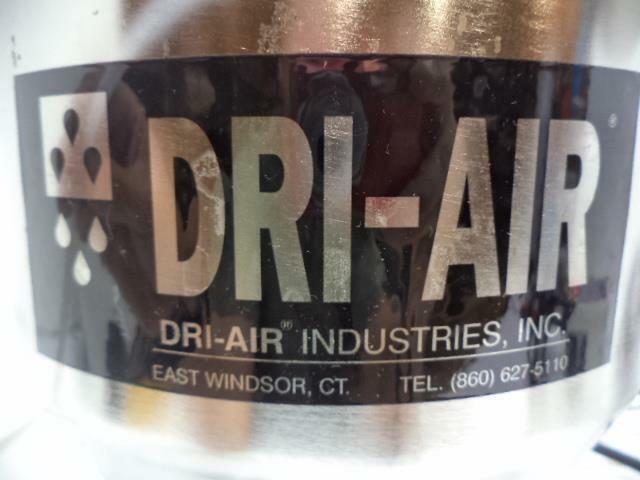 DRI-AIR®
DRI-AIR® INDUSTRIES, INC.
EAST WINDSOR, CT. TEL. (860) 627-5110